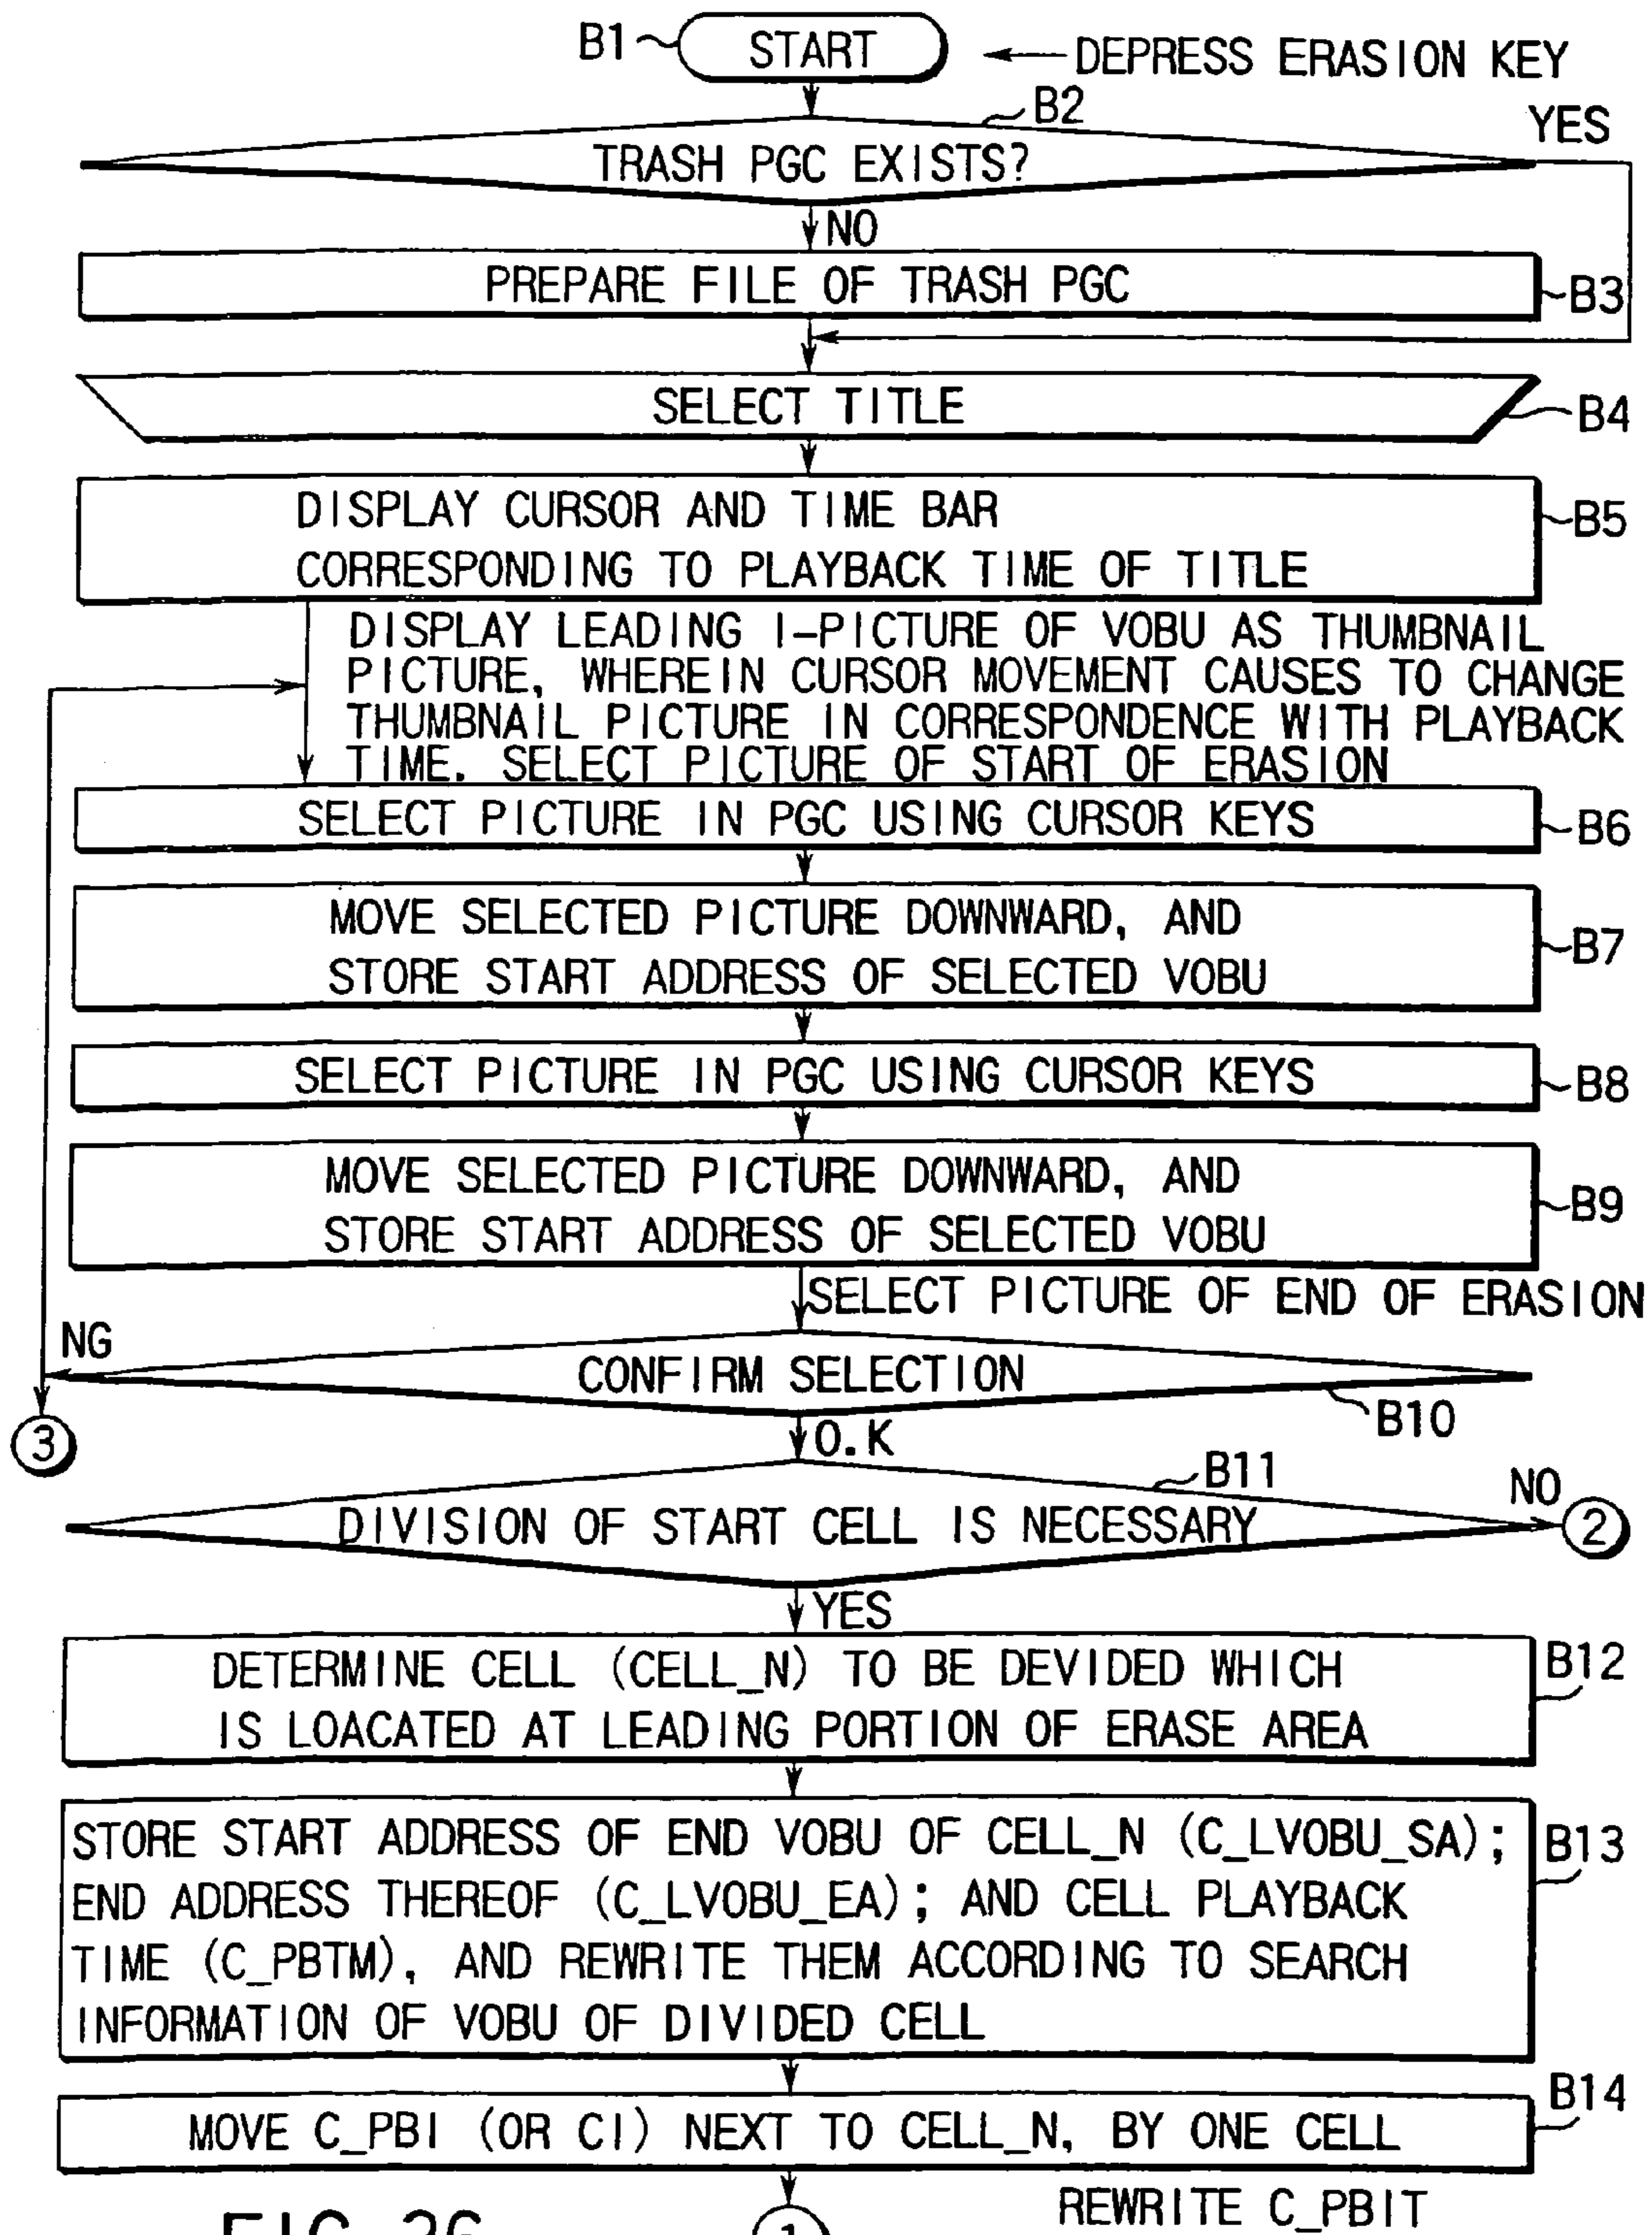 B1
START
DEPRESS ERASION KEY
B2
YES
TRASH PGC EXISTS?
NO
PREPARE FILE OF TRASH PGC
B3
SELECT TITLE
B4
DISPLAY CURSOR AND TIME BAR
CORRESPONDING TO PLAYBACK TIME OF TITLE
B5
DISPLAY LEADING I-PICTURE OF VOBU AS THUMBNAIL
PICTURE, WHEREIN CURSOR MOVEMENT CAUSES TO CHANGE
THUMBNAIL PICTURE IN CORRESPONDENCE WITH PLAYBACK
TIME. SELECT PICTURE OF START OF ERASION
SELECT PICTURE IN PGC USING CURSOR KEYS
B6
MOVE SELECTED PICTURE DOWNWARD, AND
STORE START ADDRESS OF SELECTED VOBU
B7
SELECT PICTURE IN PGC USING CURSOR KEYS
B8
MOVE SELECTED PICTURE DOWNWARD, AND
STORE START ADDRESS OF SELECTED VOBU
B9
SELECT PICTURE OF END OF ERASION
NG
CONFIRM SELECTION
B10
3
O.K
B11
NO
DIVISION OF START CELL IS NECESSARY
2
YES
DETERMINE CELL (CELL_N) TO BE DEVIDED WHICH
IS LOACATED AT LEADING PORTION OF ERASE AREA
B12
STORE START ADDRESS OF END VOBU OF CELL_N (C_LVOBU_SA);
END ADDRESS THEREOF (C_LVOBU_EA); AND CELL PLAYBACK
TIME (C_PBTM), AND REWRITE THEM ACCORDING TO SEARCH
INFORMATION OF VOBU OF DIVIDED CELL
B13
MOVE C_PBI (OR CI) NEXT TO CELL_N, BY ONE CELL
B14
REWRITE C_PBIT
1
FIG. 26